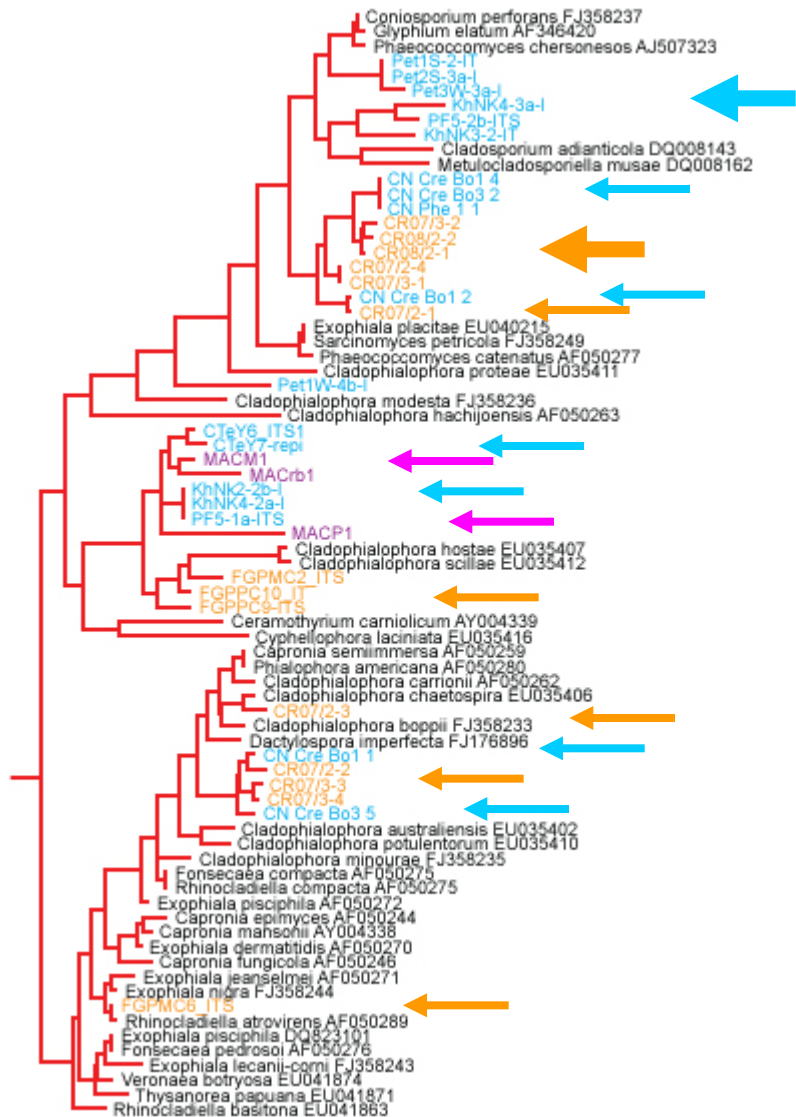 Coniosporium perforans FJ358237
Glyphium elatum AF346420
Phaeococcomyces chersonesos AJ507323
Pet1S-2-IT
Pet2S-3a-I
Pet3W-3a-I
KhNK4-3a-I
PF5-2b-ITS
KhNK3-2-IT
Cladosporium adianticola DQ008143
Metulocladosporiella musae DQ008162
CN Cre Bo1 4
CN Cre Bo3 2
CN Phe 1 1
CR07/3-2
CR08/2-2
CR08/2-1
CR07/2-4
CR07/3-1
CN Cre Bo1 2
CR07/2-1
Exophiala placitae EU040215
Sarcinomyces petricola FJ358249
Phaeococcomyces catenatus AF050277
Cladophialophora proteae EU035411
Pet1W-4b-I
Cladophialophora modesta FJ358236
Cladophialophora hachijoensis AF050263
CTeY6_ITS1
CTeY7-repi
MACM1
MACrb1
KhNK2-2b-I
KhNK4-2a-I
PF5-1a-ITS
MACP1
Cladophialophora hostae EU035407
Cladophialophora scillae EU035412
FGPMC2_ITS
FGPPC10_IT
FGPPC9-ITS
Ceramothyrium carniolicum AY004339
Cyphellophora laciniata EU035416
Capronia semiimmersa AF050259
Phialophora americana AF050280
Cladophialophora carrionii AF050262
Cladophialophora chaetospira EU035406
CR07/2-3
Cladophialophora boppii FJ358233
Dactylospora imperfecta FJ176896
CN Cre Bo1 1
CR07/2-2
CR07/3-3
CR07/3-4
CN Cre Bo3 5
Cladophialophora australiensis EU035402
Cladophialophora potulentorum EU035410
Cladophialophora minourae FJ358235
Fonsecaea compacta AF050275
Rhinocladiella compacta AF050275
Exophiala pisciphila AF050272
Capronia epimyces AF050244
Capronia mansonii AY004338
Exophiala dermatitidis AF050270
Capronia fungicola AF050246
Exophiala jeanselmei AF050271
Exophiala nigra FJ358244
FGPMC6_ITS
Rhinocladiella atrovirens AF050289
Exophiala pisciphila DQ823101
Fonsecaea pedrosoi AF050276
Exophiala lecanii-corni FJ358243
Veronaea botryosa EU041874
Thysanorea papuana EU041871
Rhinocladiella basitona EU041863